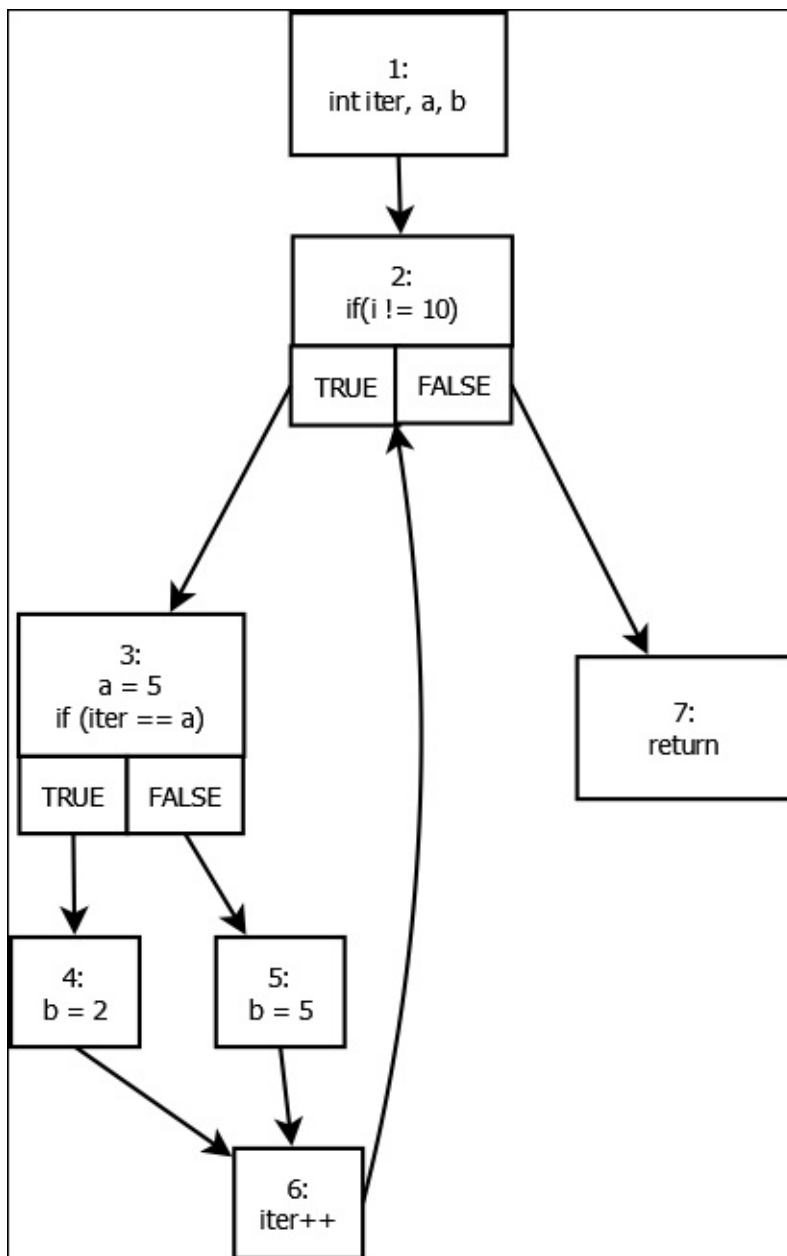 1:
int iter, a, b
2:
if(i != 10)
TRUE
FALSE
3:
a = 5
if (iter == a)
TRUE
FALSE
7:
return
4:
b = 2
5:
b = 5
6:
iter++